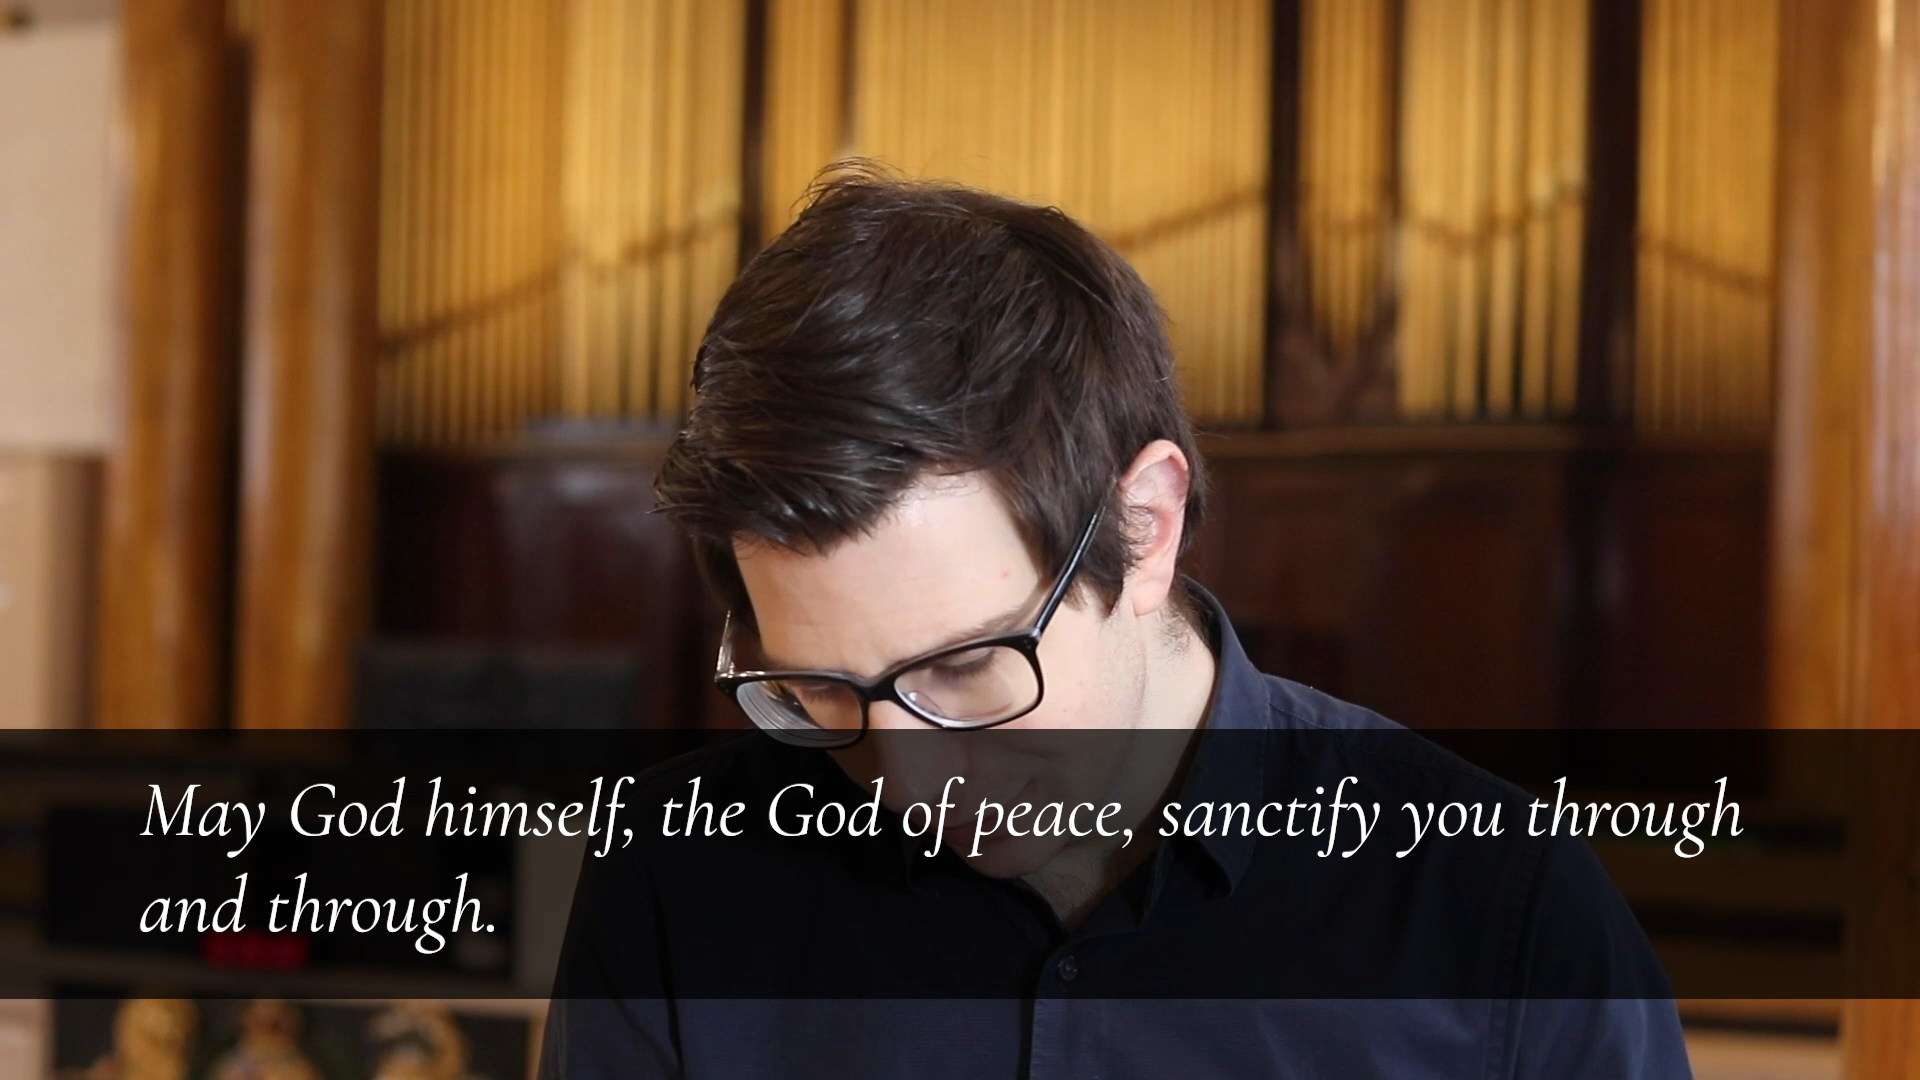 May God himself, the God of peace, sanctify you through
and through.